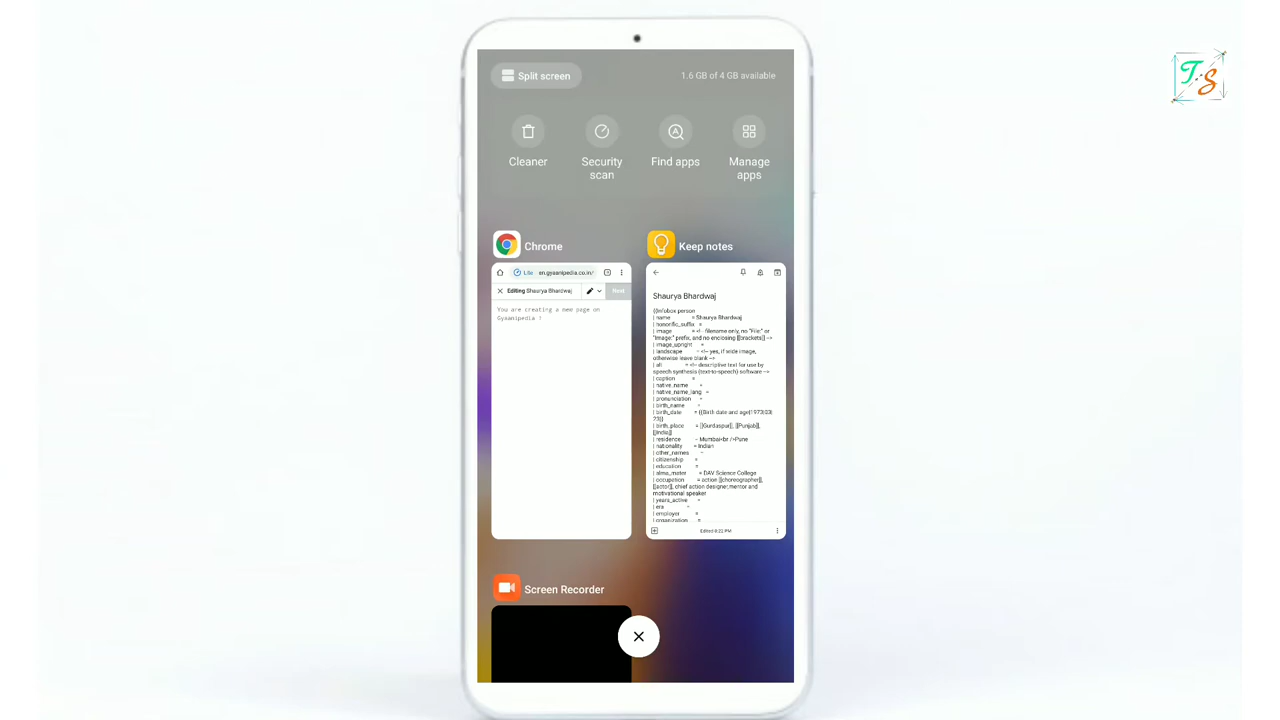 Split screen
1.6 GB of 4 GB available
T.S
Cleaner
Security
scan
Find apps
Manage
apps
Chrome
Keep notes
Lite en.gyaanipedia.co.in/
Editing Shaurya Bhardwaj
Next
You are creating a new page on
Gyaanipedia !
Shaurya Bhardwaj
{{Infobox person
| name = Shaurya Bhardwaj
| honorific_suffix =
| image = <!-- filename only, no "File:" or
"Image:" prefix, and no enclosing [[brackets]] -->
| image_upright =
| landscape = <!-- yes, if wide image,
otherwise leave blank -->
| alt = <!-- descriptive text for use by
speech synthesis (text-to-speech) software -->
| caption =
| native_name =
| native_name_lang =
| pronunciation =
| birth_name =
| birth_date = {{Birth date and age|1973|03|
23}}
| birth_place = [[Gurdaspur]], [[Punjab]],
[[India]]
| residence = Mumbai<br />Pune
| nationality = Indian
| other_names =
| citizenship =
| education =
| alma_mater = DAV Science College
| occupation = action [[choreographer]],
[[actor]], chief action designer,mentor and
motivational speaker
| years_active =
| era =
| employer =
| organization =
Edited 8:22 PM
Screen Recorder